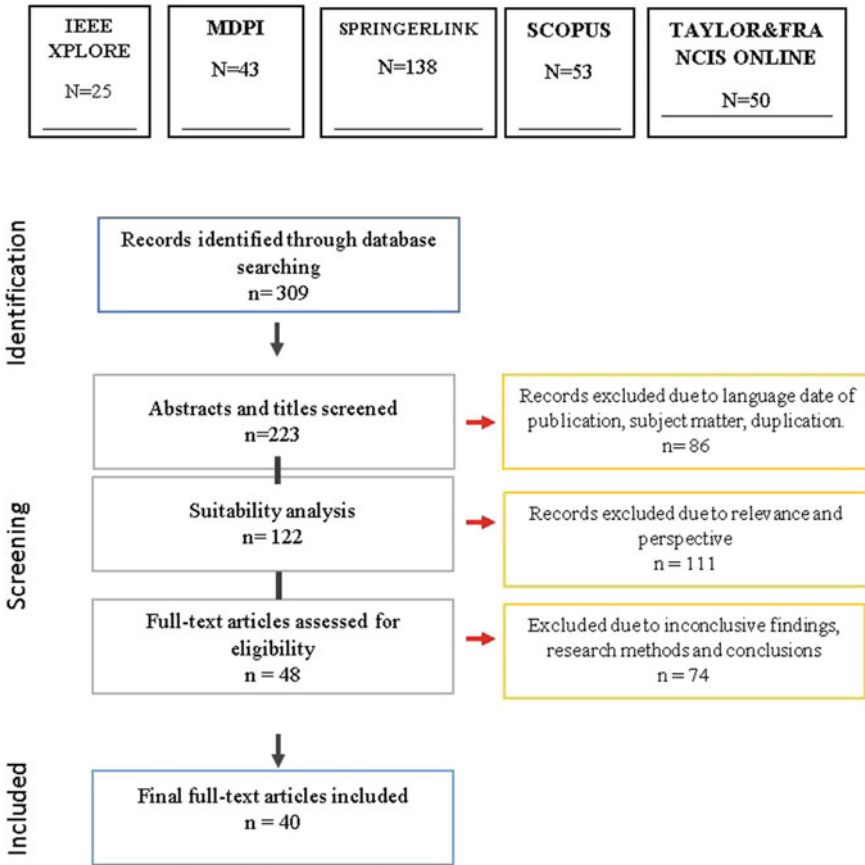 IEEE
XPLORE
N=25
MDPI
N=43
SPRINGERLINK
N=138
SCOPUS
N=53
TAYLOR&FRA
NCIS ONLINE
N=50
Identification
Records identified through database
searching
n= 309
Screening
Abstracts and titles screened
n=223
Records excluded due to language date of
publication, subject matter, duplication.
n= 86
Suitability analysis
n= 122
Records excluded due to relevance and
perspective
n = 111
Full-text articles assessed for
eligibility
n = 48
Excluded due to inconclusive findings,
research methods and conclusions
n = 74
Included
Final full-text articles included
n = 40